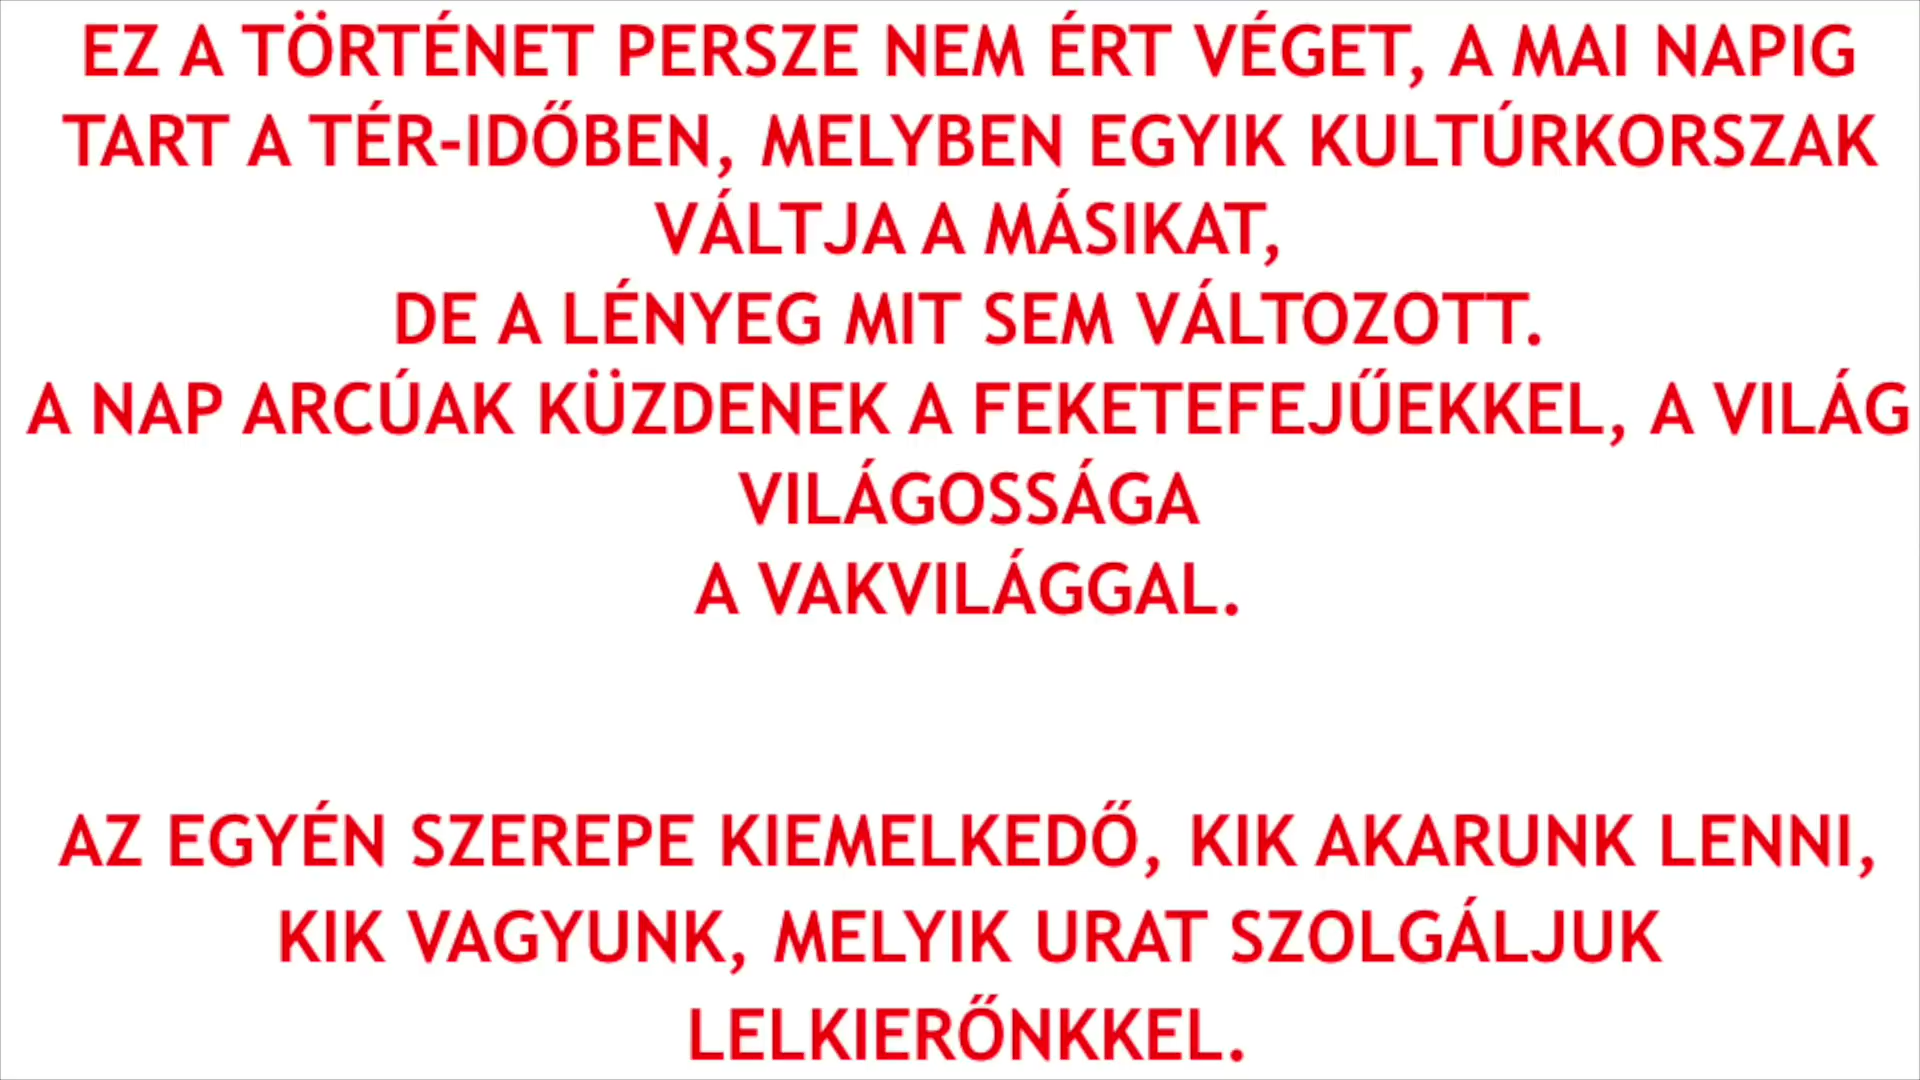 EZ A TÖRTÉNET PERSZE NEM ÉRT VÉGET, A MAI NAPIG
TART A TÉR-IDŐBEN, MELYBEN EGYIK KULTÚRKORSZAK
VÁLTJA A MÁSIKAT,
DE A LÉNYEG MIT SEM VÁLTOZOTT.
A NAP ARCÚAK KÜZDENEK A FEKETEFEJŰEKKEL, A VILÁG
VILÁGOSSÁGA
A VAKVILÁGGAL.
AZ EGYÉN SZEREPE KIEMELKEDŐ, KIK AKARUNK LENNI,
KIK VAGYUNK, MELYIK URAT SZOLGÁLJUK
LELKIERŐNKKEL.